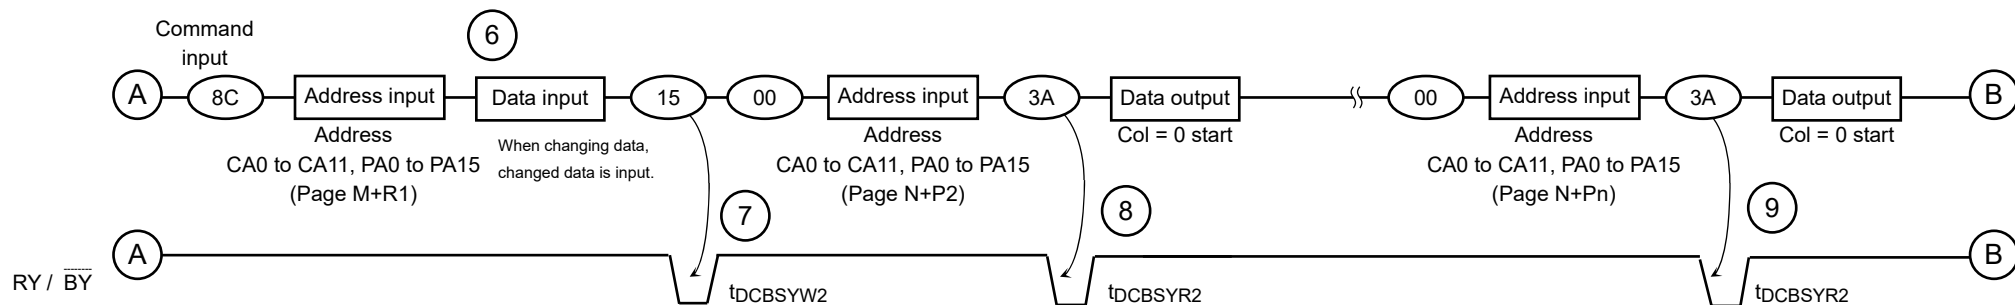 Command
input
6
A
8C
Address input
Data input
15
00
Address input
3A
Data output
00
Address input
3A
Data output
B
Address
CA0 to CA11, PA0 to PA15
(Page M+R1)
When changing data,
changed data is input.
Address
CA0 to CA11, PA0 to PA15
(Page N+P2)
Col = 0 start
Address
CA0 to CA11, PA0 to PA15
(Page N+Pn)
Col = 0 start
7
8
9
A
B
RY / BY
tDCBSYW2
tDCBSYR2
tDCBSYR2